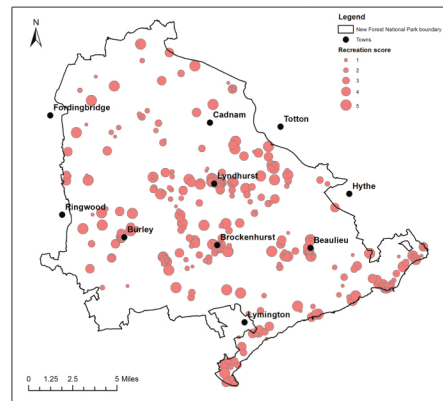 N
Legend
New Forest National Park boundary
Towns
Recreation score
1
2
3
4
5
Fordingbridge
Cadnam
Totton
Lyndhurst
Hythe
Ringwood
Burley
Brockenhurst
Beaulieu
Lymington
0 1.25 2.5 5 Miles